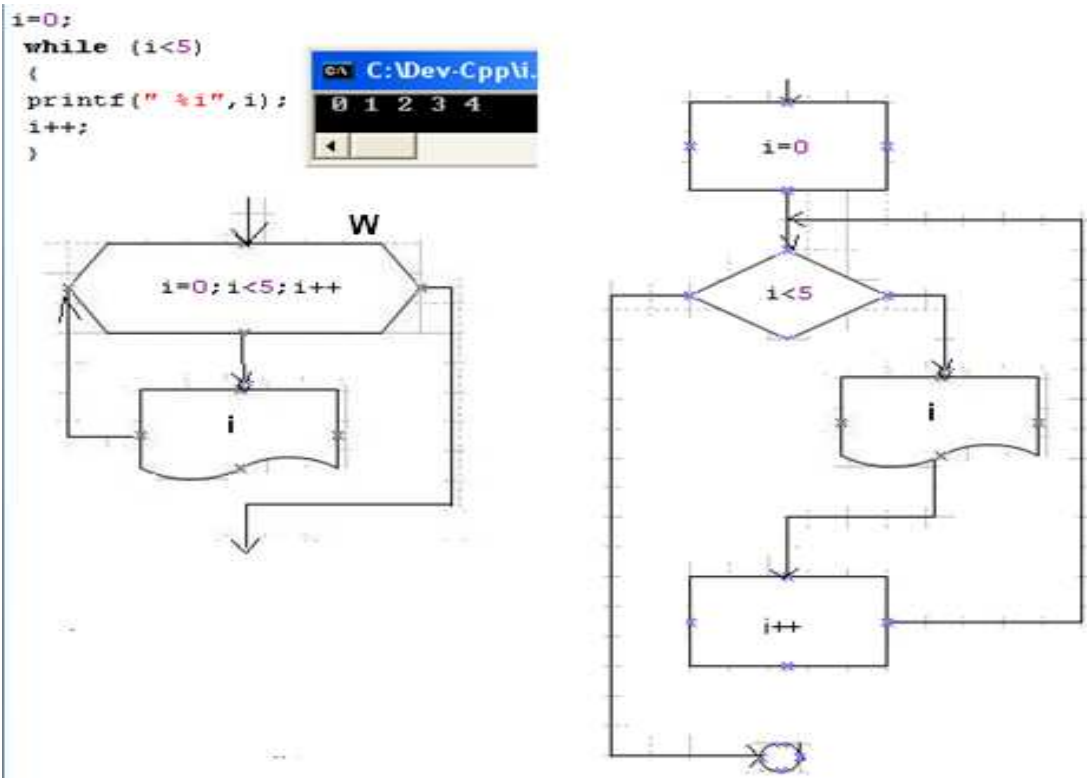 i=0;
while (i<5)
{
printf(" %i",i);
i++;
}
C:\Dev-Cpp\i.
0 1 2 3 4
W
i=0;i<5;i++
i
i=0
i<5
i
i++